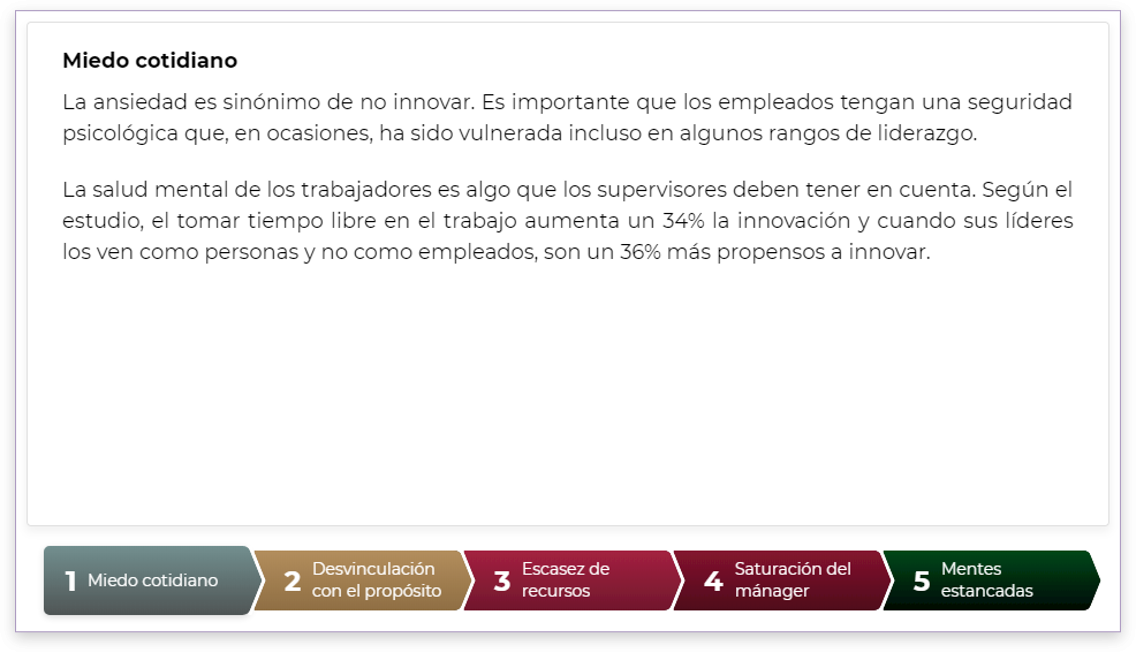 Miedo cotidiano
La ansiedad es sinónimo de no innovar. Es importante que los empleados tengan una seguridad
psicológica que, en ocasiones, ha sido vulnerada incluso en algunos rangos de liderazgo.
La salud mental de los trabajadores es algo que los supervisores deben tener en cuenta. Según el
estudio, el tomar tiempo libre en el trabajo aumenta un 34% la innovación y cuando sus líderes
los ven como personas y no como empleados, son un 36% más propensos a innovar.
1 Miedo cotidiano
2 Desvinculación
con el propósito
3 Escasez de
recursos
4 Saturación del
mánager
5 Mentes
estancadas